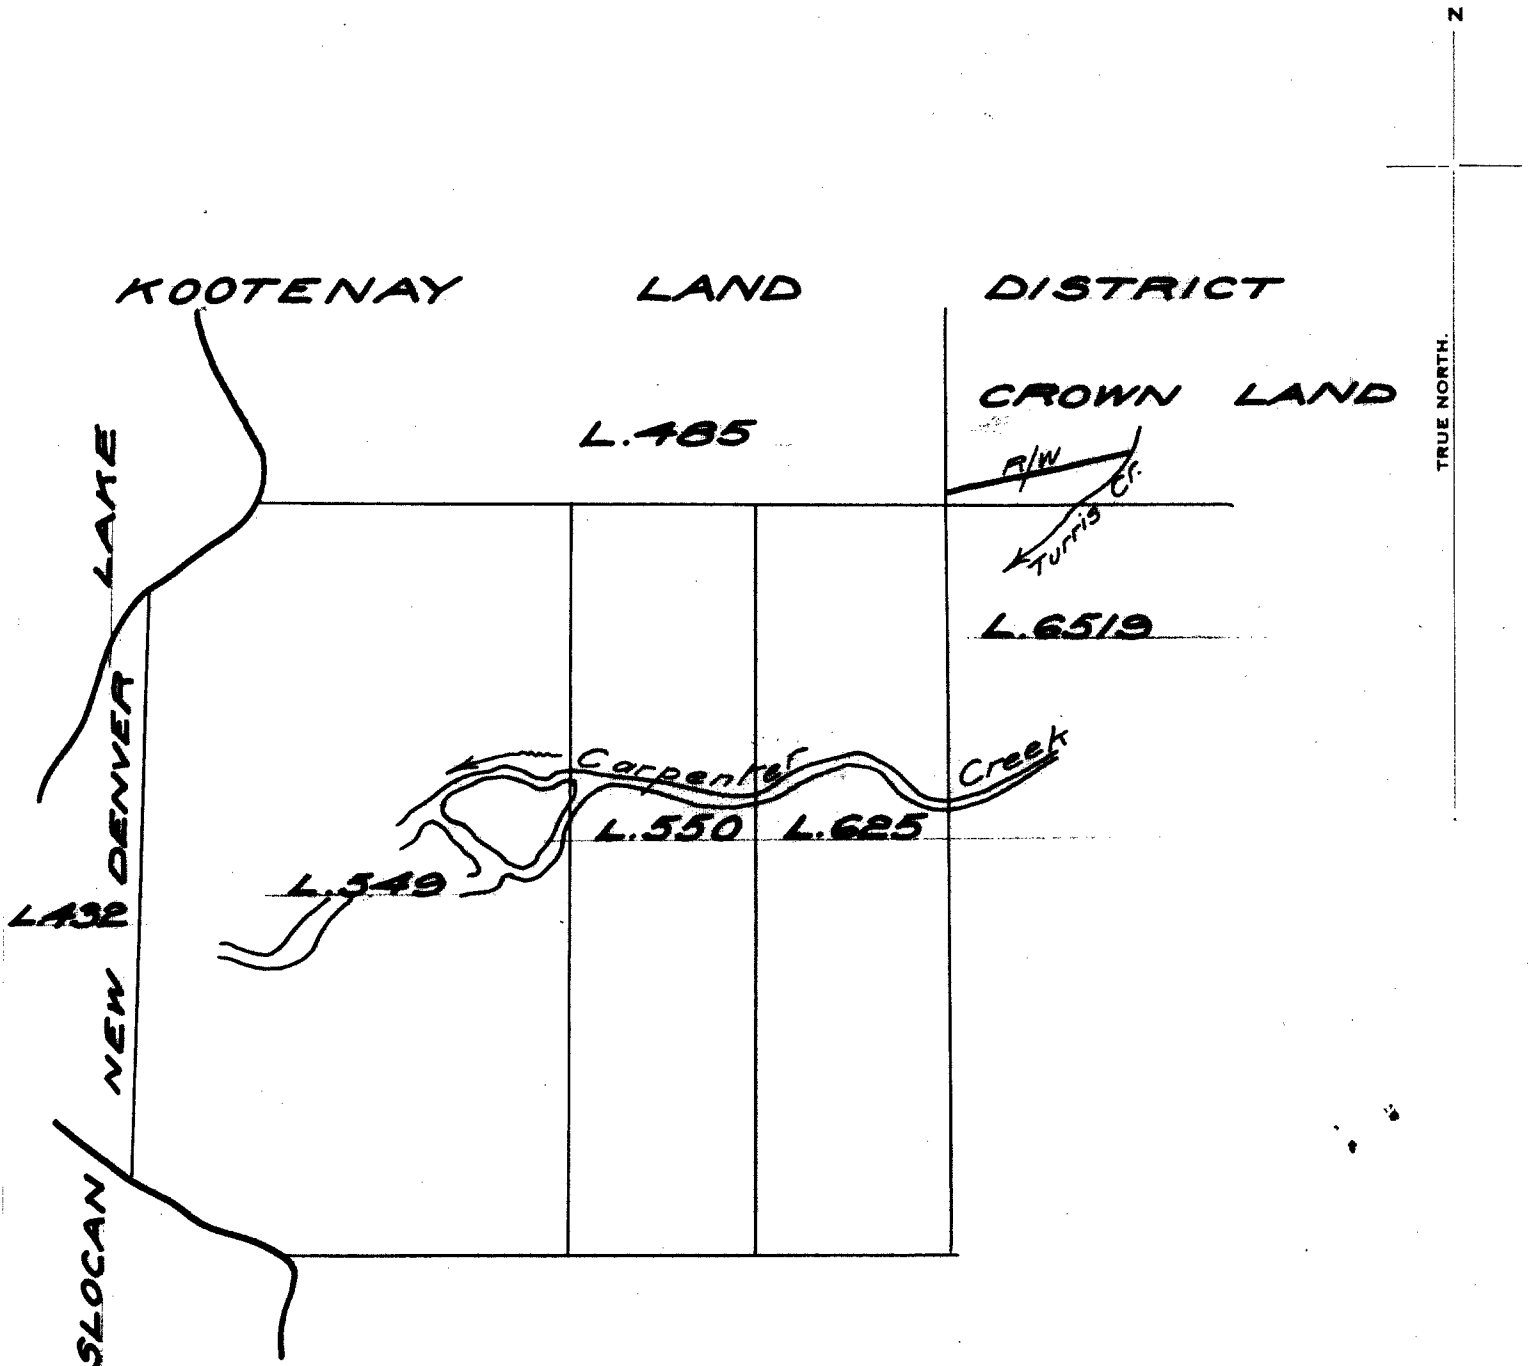 N
TRUE NORTH.
KOOTENAY LAND DISTRICT
CROWN LAND
L.485
R/W
Turris Cr.
L.6519
SLOCAN LAKE
NEW DENVER
Carpenter Creek
L.550
L.625
L.549
L.432